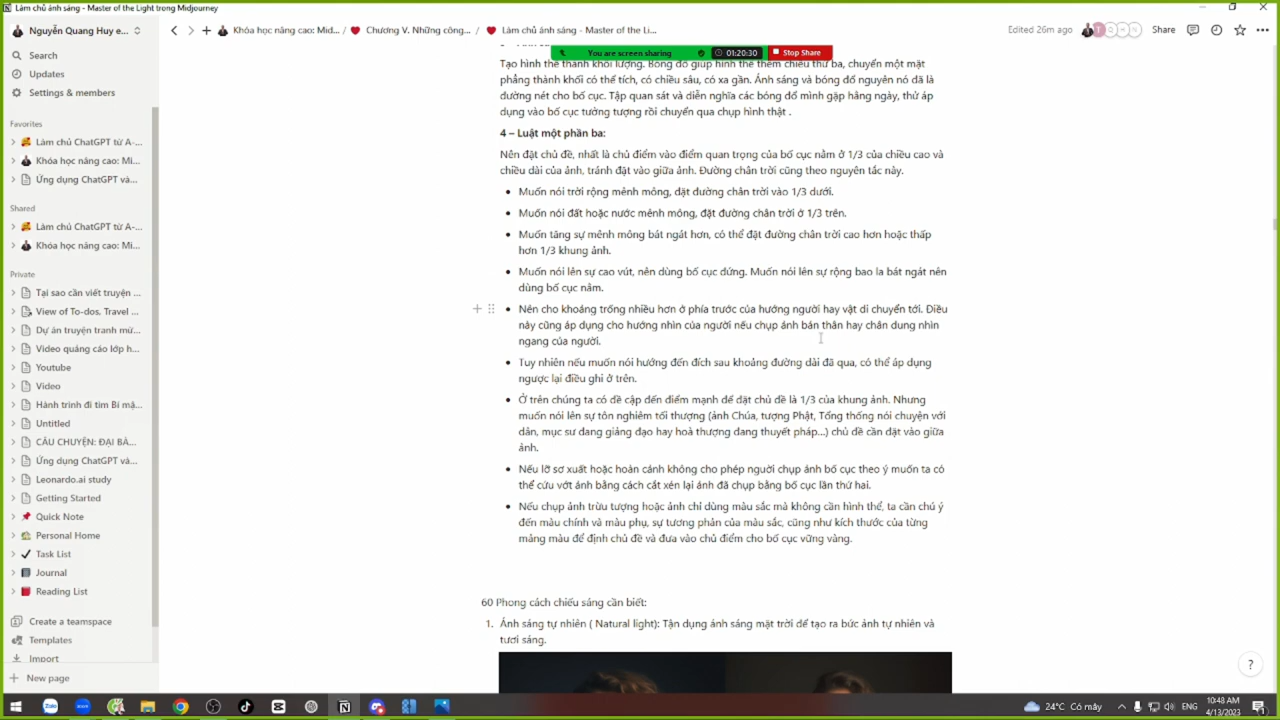 Làm chủ ánh sáng - Master of the Light trong Midjourney
Nguyễn Quang Huy e...
Khóa học nâng cao: Mid... /
Chương V. Những công... /
Làm chủ ánh sáng - Master of the Li...
Edited 26m ago
Share
Search
Updates
Settings & members
Favorites
Làm chủ ChatGPT từ A-...
Khóa học nâng cao: Mi...
Ứng dụng ChatGPT và...
Shared
Làm chủ ChatGPT từ A-...
Khóa học nâng cao: Mi...
Private
Tại sao cần viết truyện ...
View of To-dos, Travel ...
Dự án truyện tranh mừ...
Video quảng cáo lớp h...
Youtube
Video
Hành trình đi tìm Bí mậ...
Untitled
CÂU CHUYỆN: ĐẠI BÀ...
Ứng dụng ChatGPT và...
Leonardo.ai study
Getting Started
Quick Note
Personal Home
Task List
Journal
Reading List
Create a teamspace
Templates
Import
New page
You are screen sharing
01:20:30
Stop Share
Tạo hình thể thành khối lượng. Bóng đổ giúp hình thể thêm chiều thứ ba, chuyển một mặt
phẳng thành khối có thể tích, có chiều sâu, có xa gần. Ánh sáng và bóng đổ nguyên nó đã là
đường nét cho bố cục. Tập quan sát và diễn nghĩa các bóng đổ mình gặp hằng ngày, thử áp
dụng vào bố cục tưởng tượng rồi chuyển qua chụp hình thật .
4 – Luật một phần ba:
Nên đặt chủ đề, nhất là chủ điểm vào điểm quan trọng của bố cục nằm ở 1/3 của chiều cao và
chiều dài của ảnh, tránh đặt vào giữa ảnh. Đường chân trời cũng theo nguyên tắc này.
• Muốn nói trời rộng mênh mông, đặt đường chân trời vào 1/3 dưới.
• Muốn nói đất hoặc nước mênh mông, đặt đường chân trời ở 1/3 trên.
• Muốn tăng sự mênh mông bát ngát hơn, có thể đặt đường chân trời cao hơn hoặc thấp
hơn 1/3 khung ảnh.
• Muốn nói lên sự cao vút, nên dùng bố cục đứng. Muốn nói lên sự rộng bao la bát ngát nên
dùng bố cục nằm.
• Nên cho khoảng trống nhiều hơn ở phía trước của hướng người hay vật di chuyển tới. Điều
này cũng áp dụng cho hướng nhìn của người nếu chụp ảnh bán thân hay chân dung nhìn
ngang của người.
• Tuy nhiên nếu muốn nói hướng đến đích sau khoảng đường dài đã qua, có thể áp dụng
ngược lại điều ghi ở trên.
• Ở trên chúng ta có đề cập đến điểm mạnh để đặt chủ đề là 1/3 của khung ảnh. Nhưng
muốn nói lên sự tôn nghiêm tối thượng (ảnh Chúa, tượng Phật, Tổng thống nói chuyện với
dân, mục sư đang giảng đạo hay hoà thượng đang thuyết pháp...) chủ đề cần đặt vào giữa
ảnh.
• Nếu lỡ sơ xuất hoặc hoàn cảnh không cho phép người chụp ảnh bố cục theo ý muốn ta có
thể cứu vớt ảnh bằng cách cắt xén lại ảnh đã chụp bằng bố cục lần thứ hai.
• Nếu chụp ảnh trừu tượng hoặc ảnh chỉ dùng màu sắc mà không cần hình thể, ta cần chú ý
đến màu chính và màu phụ, sự tương phản của màu sắc, cũng như kích thước của từng
mảng màu để định chủ đề và đưa vào chủ điểm cho bố cục vững vàng.
60 Phong cách chiếu sáng cần biết:
1. Ánh sáng tự nhiên ( Natural light): Tận dụng ánh sáng mặt trời để tạo ra bức ảnh tự nhiên và
tươi sáng.
?
24°C Có mây
10:48 AM
4/13/2023